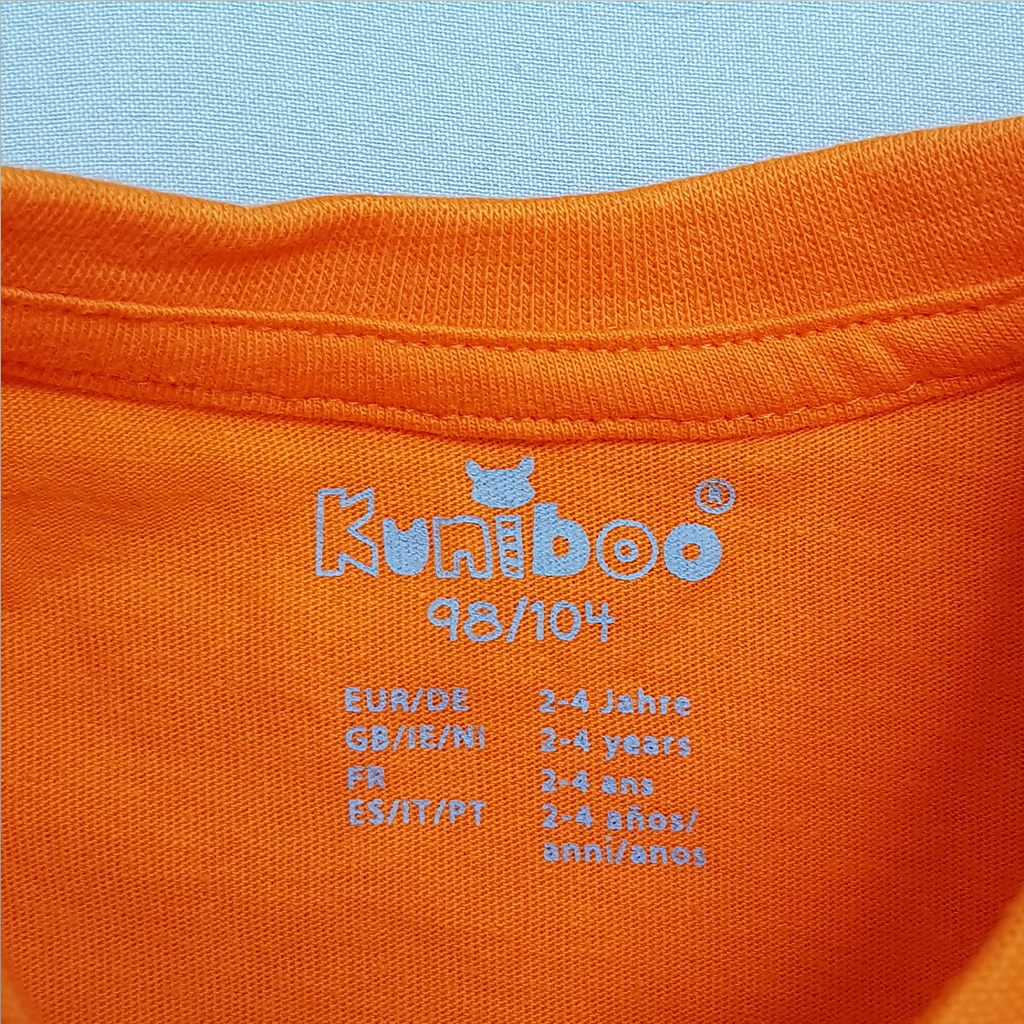 Kuniboo®
98/104
EUR/DE 2-4 Jahre
GB/IE/NI 2-4 years
FR 2-4 ans
ES/IT/PT 2-4 años/
anni/anos